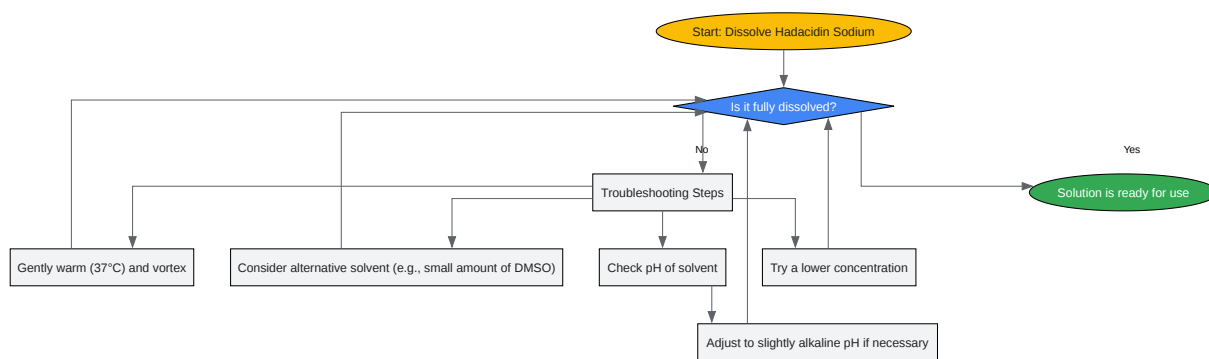 Start: Dissolve Hadacidin Sodium
Is it fully dissolved?
No
Yes
Troubleshooting Steps
Solution is ready for use
Gently warm (37°C) and vortex
Consider alternative solvent (e.g., small amount of DMSO)
Check pH of solvent
Try a lower concentration
Adjust to slightly alkaline pH if necessary